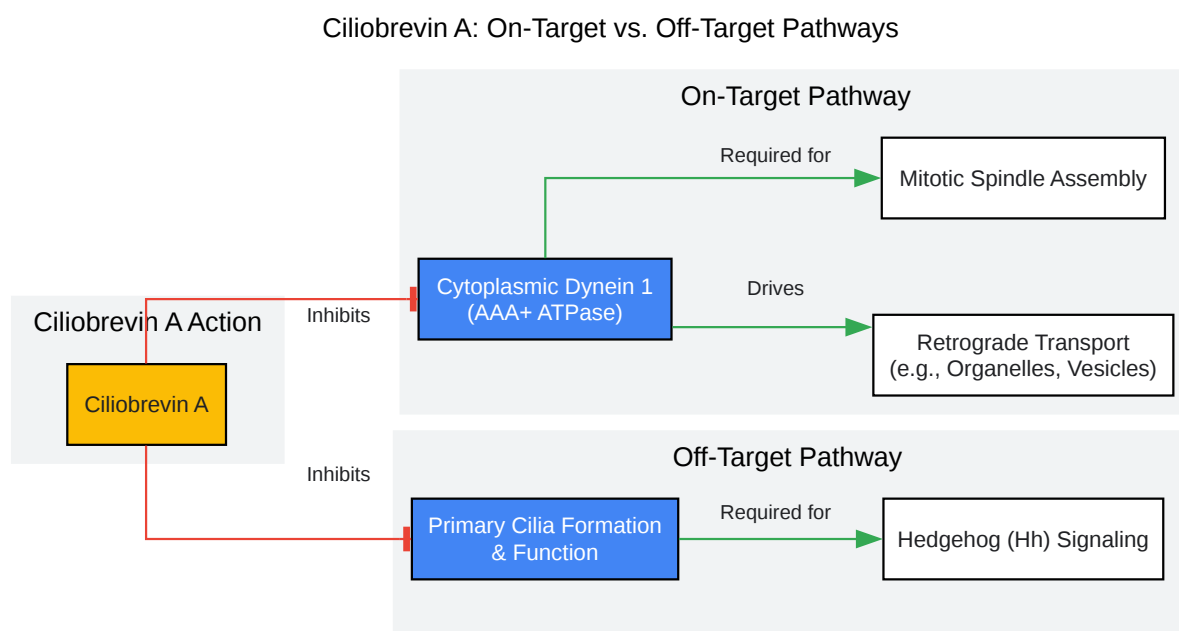 Ciliobrevin A: On-Target vs. Off-Target Pathways
On-Target Pathway
Required for
Mitotic Spindle Assembly
Cytoplasmic Dynein 1
(AAA+ ATPase)
Drives
Retrograde Transport
(e.g., Organelles, Vesicles)
Inhibits
Ciliobrevin A Action
Ciliobrevin A
Inhibits
Off-Target Pathway
Primary Cilia Formation
& Function
Required for
Hedgehog (Hh) Signaling